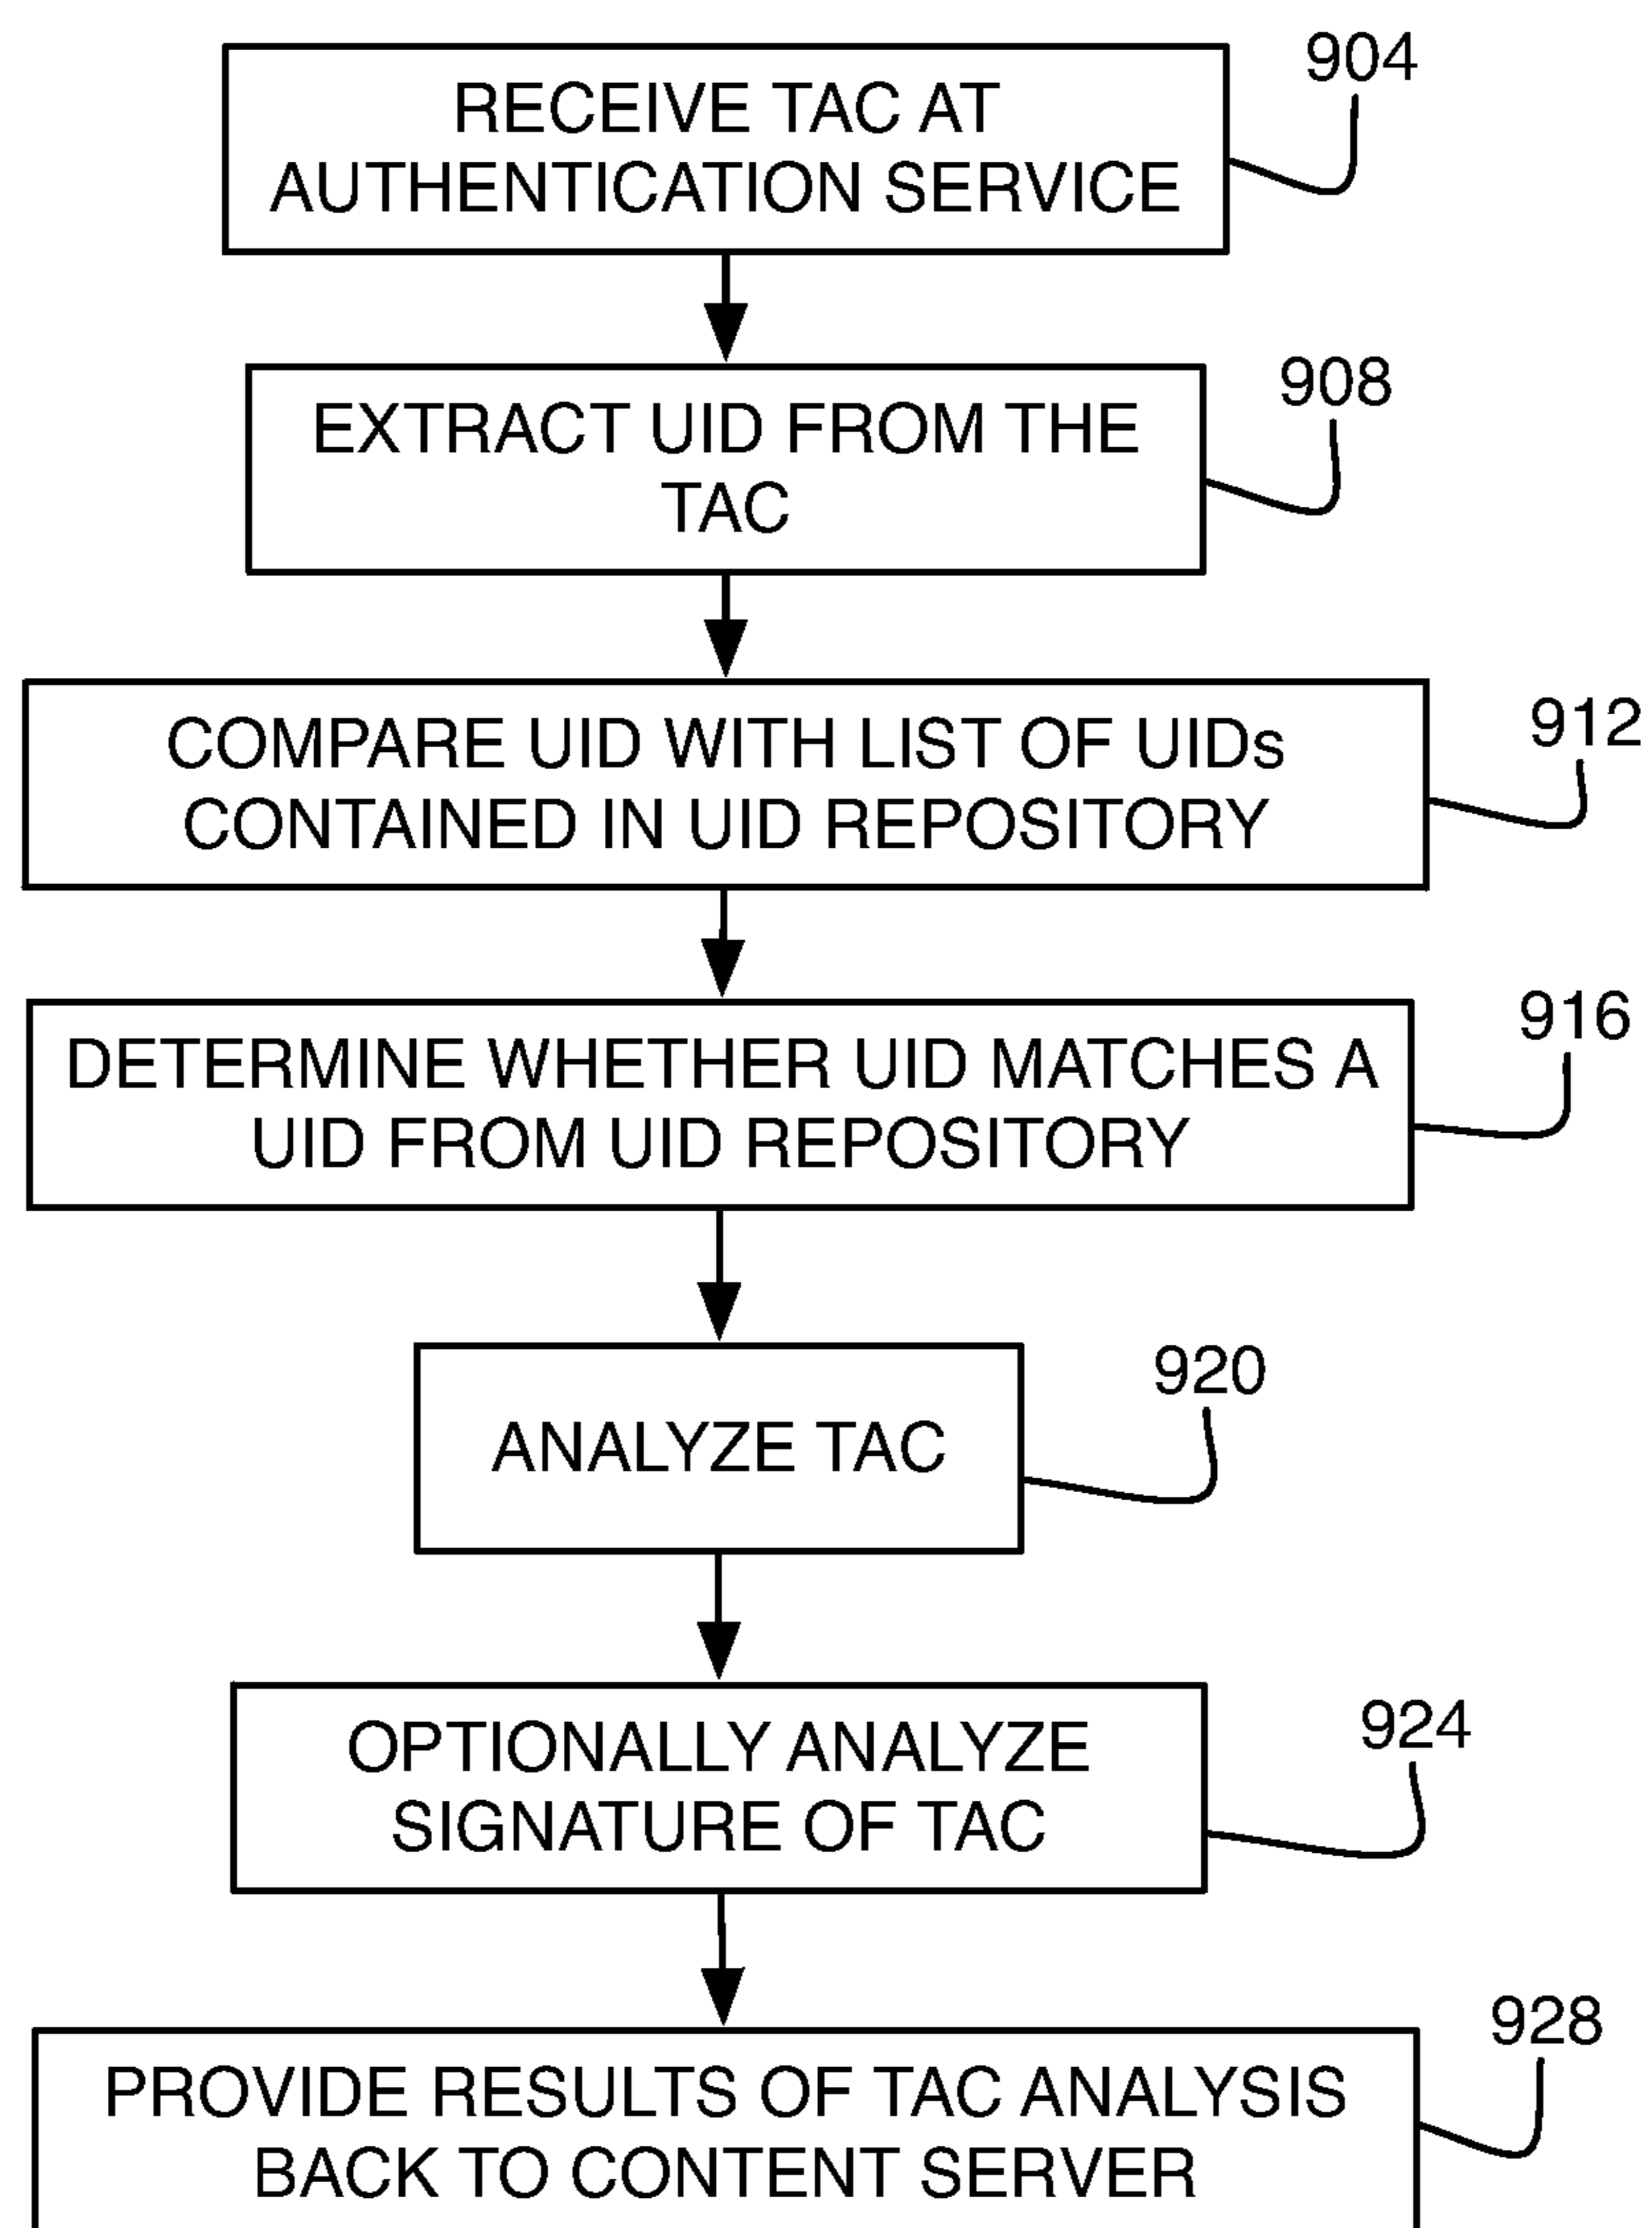 904
RECEIVE TAC AT
AUTHENTICATION SERVICE
908
EXTRACT UID FROM THE
TAC
912
COMPARE UID WITH LIST OF UIDs
CONTAINED IN UID REPOSITORY
916
DETERMINE WHETHER UID MATCHES A
UID FROM UID REPOSITORY
920
ANALYZE TAC
924
OPTIONALLY ANALYZE
SIGNATURE OF TAC
928
PROVIDE RESULTS OF TAC ANALYSIS
BACK TO CONTENT SERVER